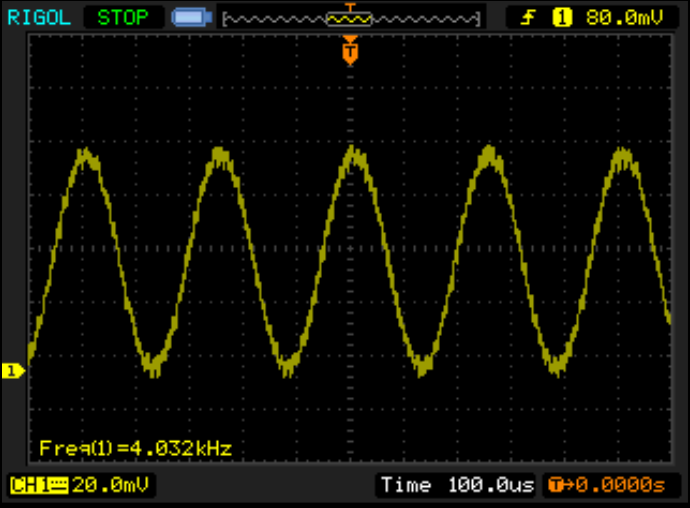 RIGOL STOP T 1 80.0mV
T
1
Freq(1)=4.032kHz
CH1 20.0mV Time 100.0us T→0.0000s